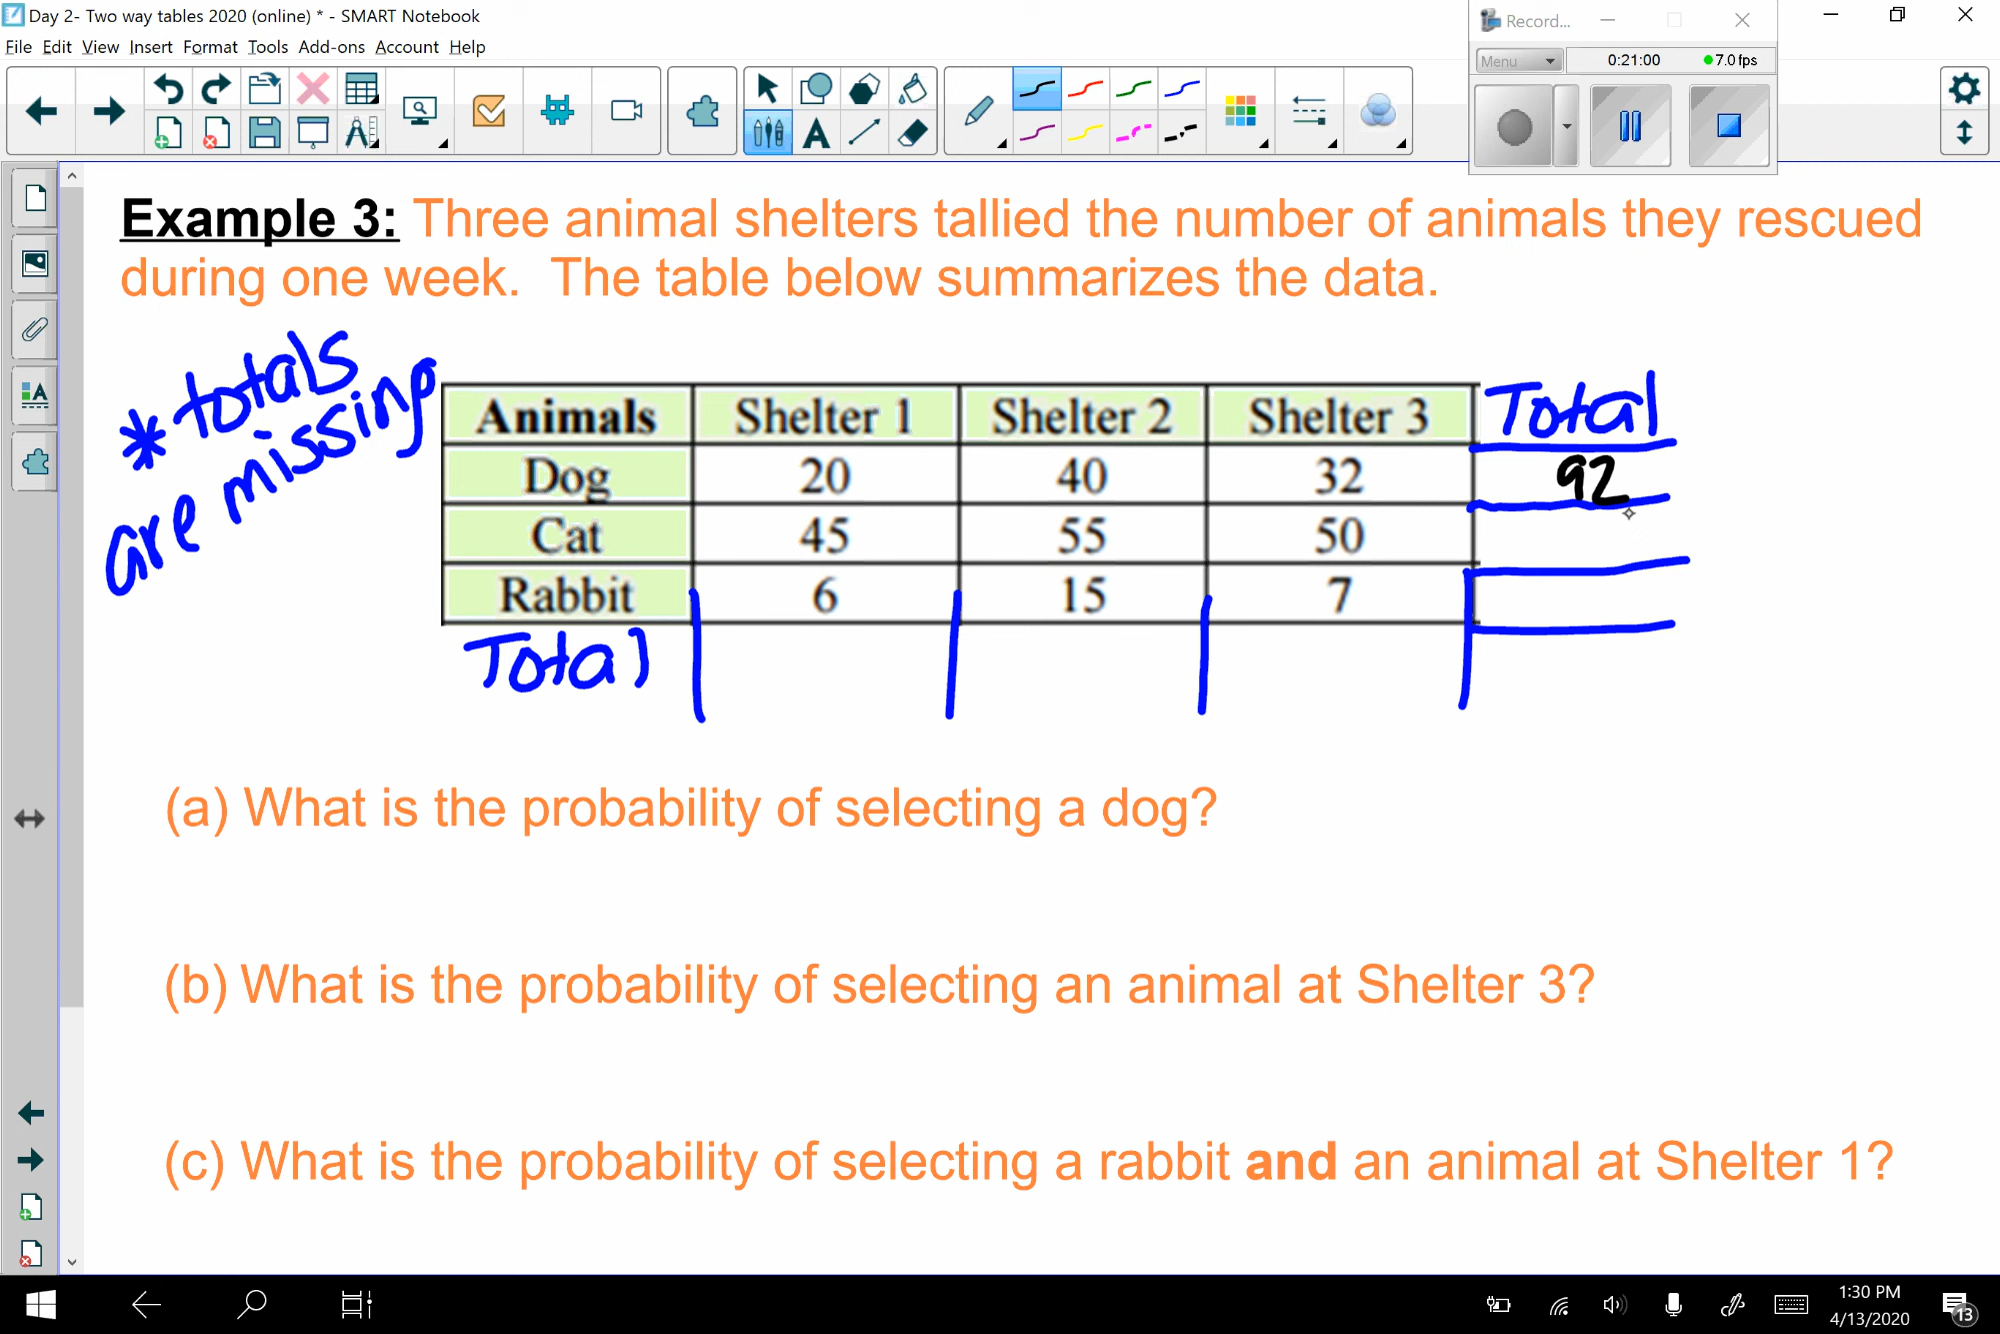 Day 2- Two way tables 2020 (online) * - SMART Notebook
Record...
File Edit View Insert Format Tools Add-ons Account Help
Menu 0:21:00 7.0 fps
Example 3: Three animal shelters tallied the number of animals they rescued
during one week. The table below summarizes the data.
* totals
are missing
Animals Shelter 1 Shelter 2 Shelter 3 Total
Dog 20 40 32 92
Cat 45 55 50
Rabbit 6 15 7
Total
(a) What is the probability of selecting a dog?
(b) What is the probability of selecting an animal at Shelter 3?
(c) What is the probability of selecting a rabbit and an animal at Shelter 1?
1:30 PM
4/13/2020
13